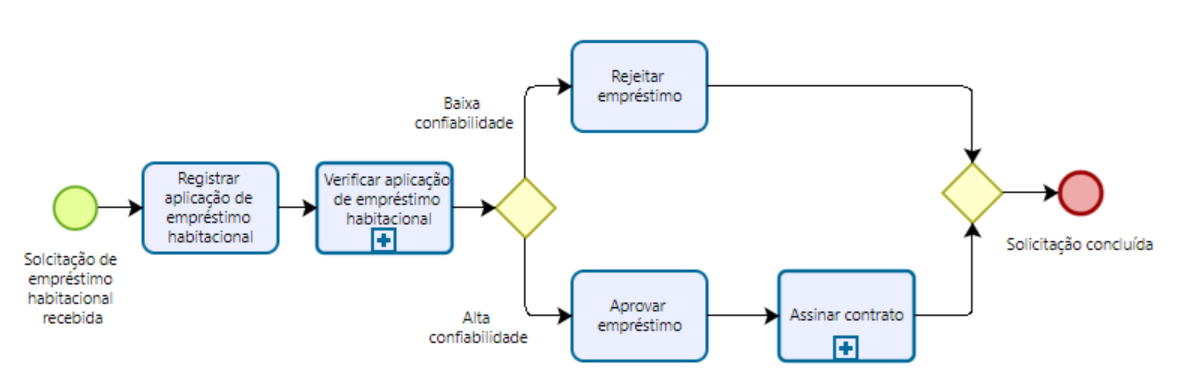 Solcitação de
empréstimo
habitacional
recebida
Registrar
aplicação de
empréstimo
habitacional
Verificar aplicação
de empréstimo
habitacional
Baixa
confiabilidade
Rejeitar
empréstimo
Alta
confiabilidade
Aprovar
empréstimo
Assinar contrato
Solicitação concluída